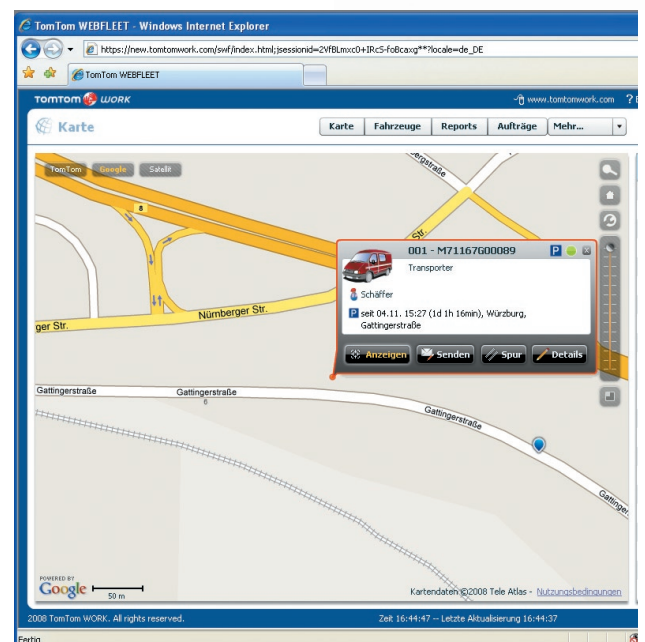 TomTom WEBFLEET - Windows Internet Explorer
https://new.tomtomwork.com/swf/index.html;jsessionid=2VfBLmxc0+IRcS-foBcaxg**?locale=de_DE
TomTom WEBFLEET
TOMTOM WORK
www.tomtomwork.com ?
Karte
Karte Fahrzeuge Reports Aufträge Mehr...
TomTom Google Satellit
8
Str.
Nürnberger Str.
ger Str.
001 - M71167G00089 P
Transporter
Schäffer
P seit 04.11. 15:27 (1d 1h 16min), Würzburg,
Gattingerstraße
Anzeigen Senden Spur Details
Gattingerstraße
Gattingerstraße
6
Gattingerstraße
Gattinger
POWERED BY
Google
50 m
Kartendaten ©2008 Tele Atlas - Nutzungsbedingungen
2008 TomTom WORK. All rights reserved.
Zeit 16:44:47 -- Letzte Aktualisierung 16:44:37
Fertig